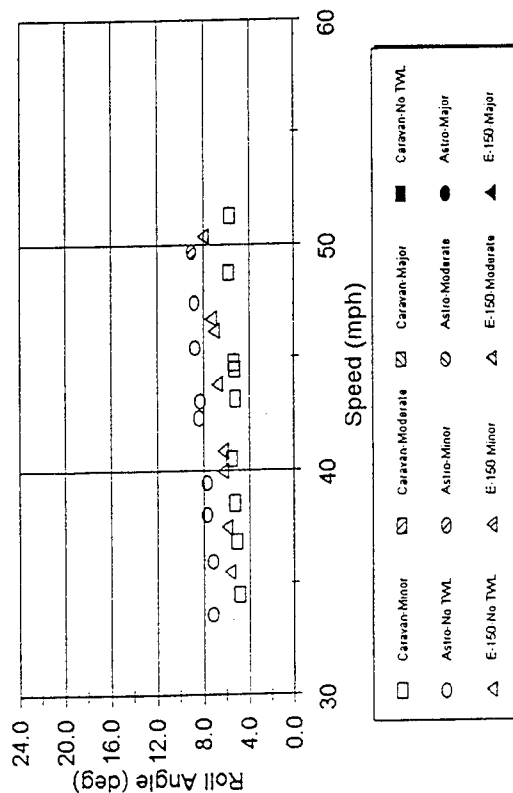 24.0
20.0
16.0
12.0
8.0
4.0
0.0
Roll Angle (deg)
30
40
50
60
Speed (mph)
Caravan-Minor
Caravan-Moderate
Caravan-Major
Caravan-No TWL
Astro-No TWL
Astro-Minor
Astro-Moderate
Astro-Major
E-150-No TWL
E-150 Minor
E-150-Moderate
E-150-Major